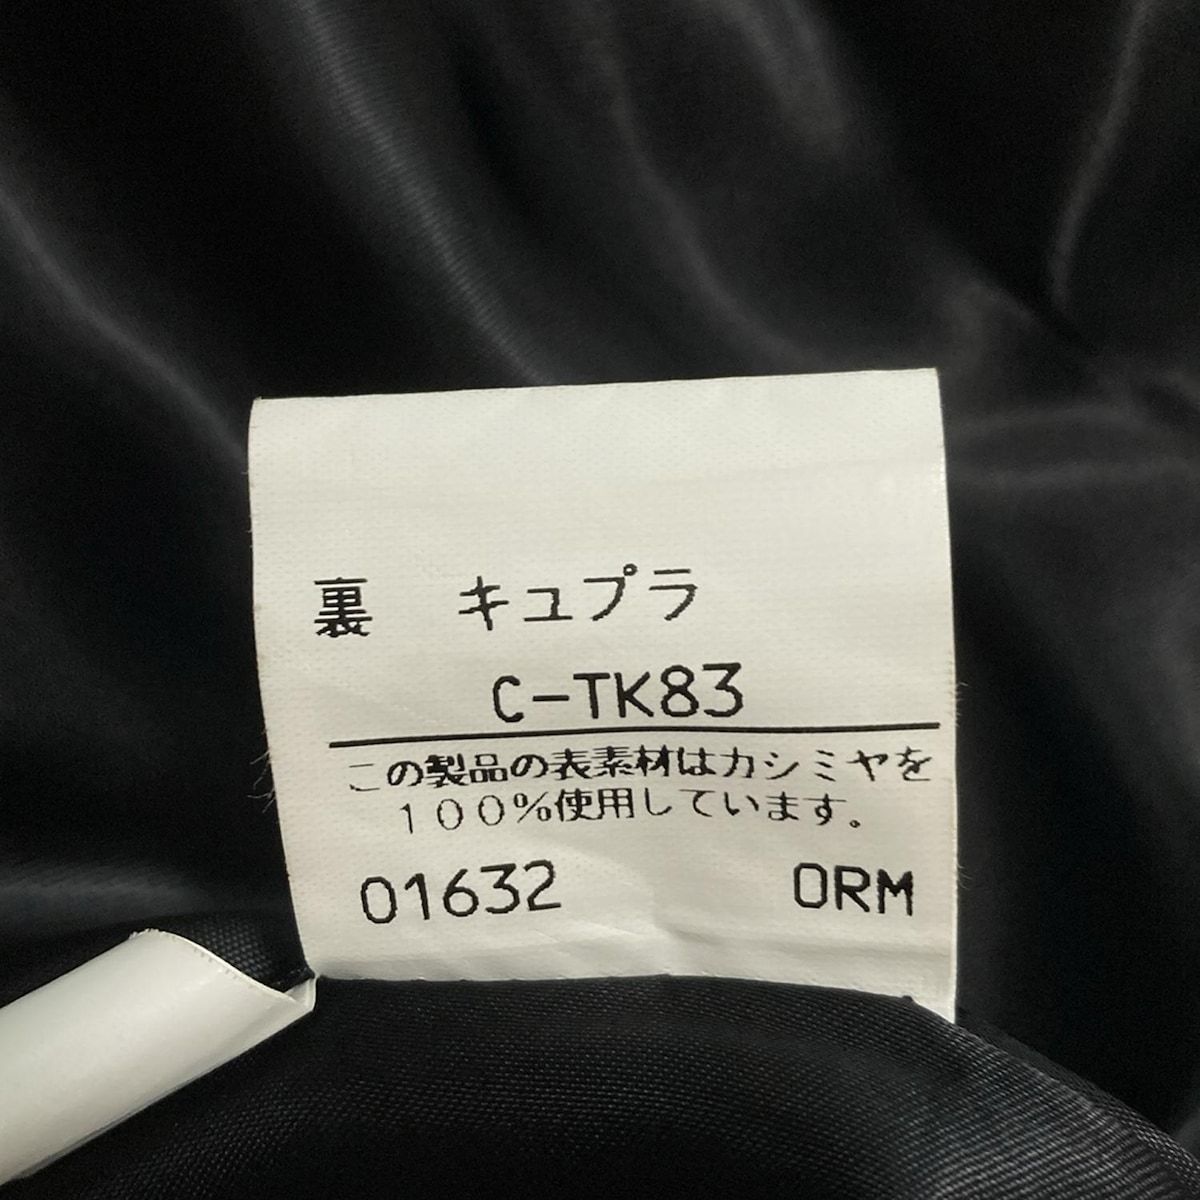 裏 キュプラ
C-TK83
この製品の表素材はカシミヤを
100%使用しています。
01632 ORM